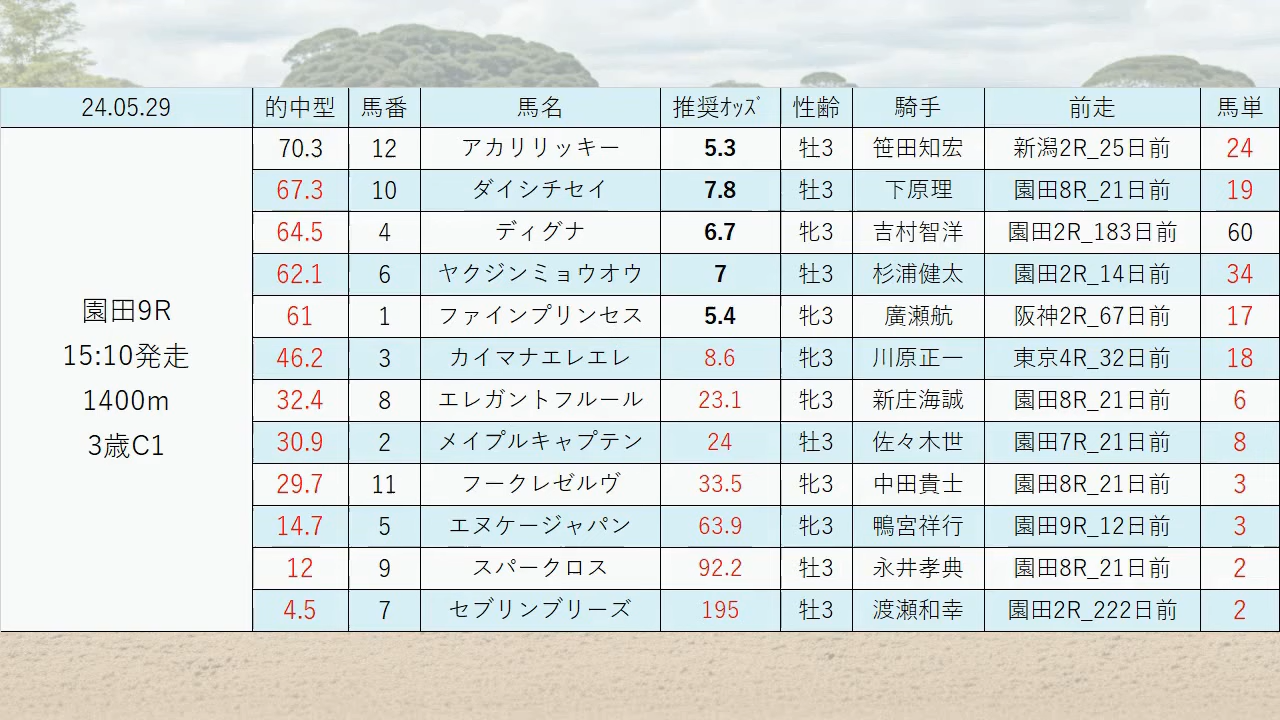 24.05.29 的中型 馬番 馬名 推奨ｵｯｽﾞ 性齢 騎手 前走 馬単
70.3 12 アカリリッキー 5.3 牡3 笹田知宏 新潟2R_25日前 24
67.3 10 ダイシチセイ 7.8 牡3 下原理 園田8R_21日前 19
64.5 4 ディグナ 6.7 牝3 吉村智洋 園田2R_183日前 60
62.1 6 ヤクジンミョウオウ 7 牡3 杉浦健太 園田2R_14日前 34
61 1 ファインプリンセス 5.4 牝3 廣瀬航 阪神2R_67日前 17
46.2 3 カイマナエレエレ 8.6 牝3 川原正一 東京4R_32日前 18
32.4 8 エレガントフルール 23.1 牝3 新庄海誠 園田8R_21日前 6
30.9 2 メイプルキャプテン 24 牡3 佐々木世 園田7R_21日前 8
29.7 11 フークレゼルヴ 33.5 牝3 中田貴士 園田8R_21日前 3
14.7 5 エヌケージャパン 63.9 牝3 鴨宮祥行 園田9R_12日前 3
12 9 スパークロス 92.2 牡3 永井孝典 園田8R_21日前 2
4.5 7 セブリンブリーズ 195 牡3 渡瀬和幸 園田2R_222日前 2
園田9R
15:10発走
1400m
3歳C1